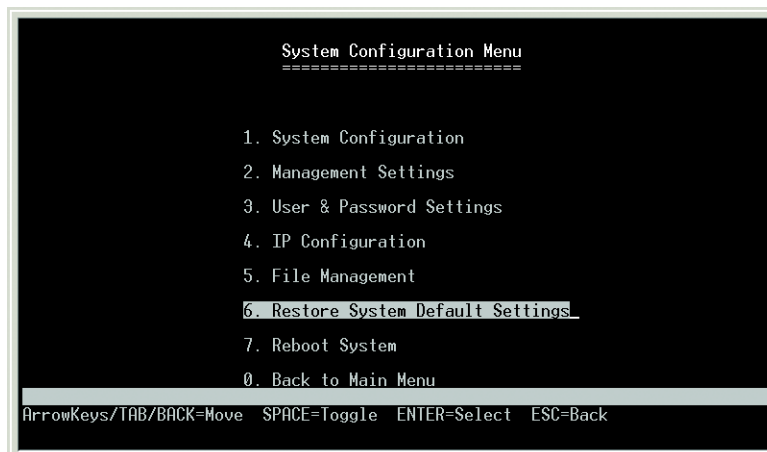 System Configuration Menu
=========================
1. System Configuration
2. Management Settings
3. User & Password Settings
4. IP Configuration
5. File Management
6. Restore System Default Settings_
7. Reboot System
0. Back to Main Menu
ArrowKeys/TAB/BACK=Move  SPACE=Toggle  ENTER=Select  ESC=Back